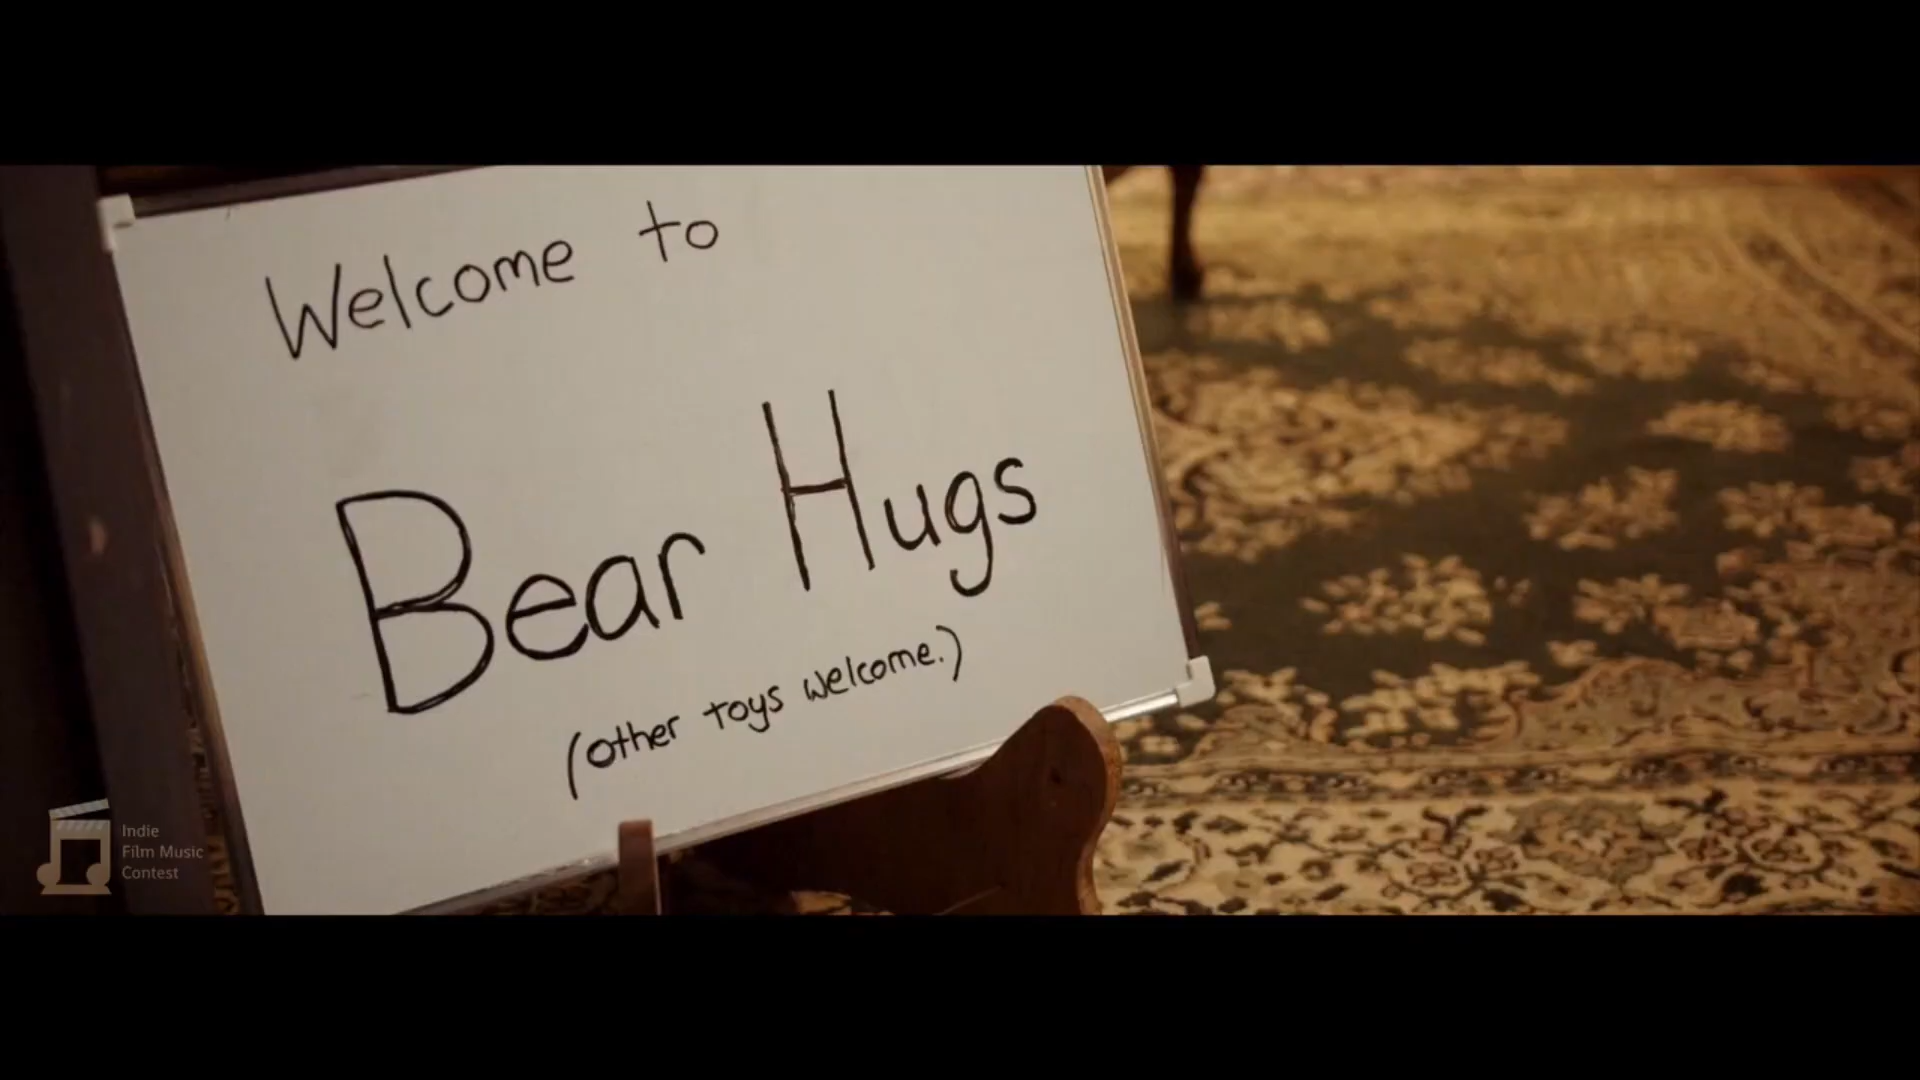 Welcome to
Bear Hugs
(other toys welcome.)
Indie
Film Music
Contest